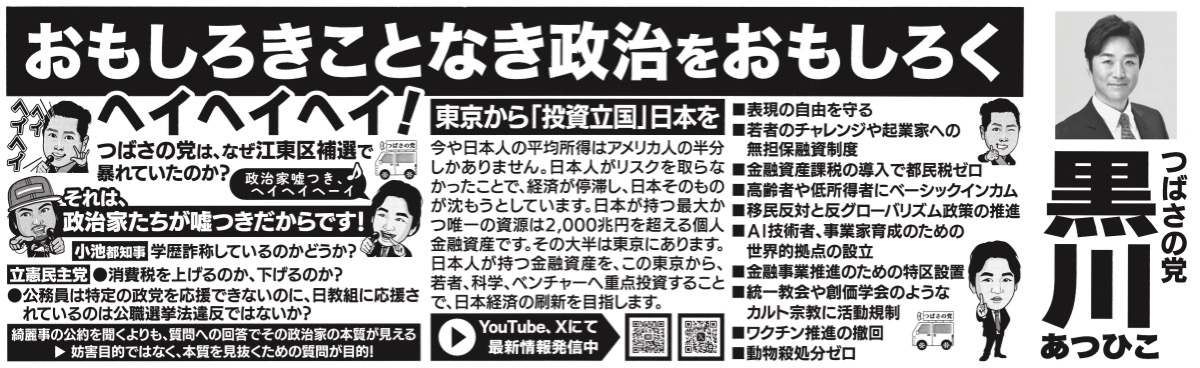 おもしろきことなき政治をおもしろく
ヘイヘイヘイ
ヘイヘイヘイ!
つばさの党は、なぜ江東区補選で
暴れていたのか?
つばさの党
政治家嘘つき、
ヘイヘイヘーイ♪
それは、
政治家たちが嘘つきだからです!
小池都知事 学歴詐称しているのかどうか?
立憲民主党 ●消費税を上げるのか、下げるのか?
●公務員は特定の政党を応援できないのに、日教組に応援さ
れているのは公職選挙法違反ではないか?
綺麗事の公約を聞くよりも、質問への回答でその政治家の本質が見える
▶ 妨害目的ではなく、本質を見抜くための質問が目的!
東京から「投資立国」日本を
今や日本人の平均所得はアメリカ人の半分
しかありません。日本人がリスクを取らな
かったことで、経済が停滞し、日本そのもの
が沈もうとしています。日本が持つ最大か
つ唯一の資源は2,000兆円を超える個人
金融資産です。その大半は東京にあります。
日本人が持つ金融資産を、この東京から、
若者、科学、ベンチャーへ重点投資すること
で、日本経済の刷新を目指します。
YouTube、Xにて
最新情報発信中
■表現の自由を守る
■若者のチャレンジや起業家への
無担保融資制度
■金融資産課税の導入で都民税ゼロ
■高齢者や低所得者にベーシックインカム
■移民反対と反グローバリズム政策の推進
■AI技術者、事業家育成のための
世界的拠点の設立
■金融事業推進のための特区設置
■統一教会や創価学会のような
カルト宗教に活動規制
■ワクチン推進の撤回
■動物殺処分ゼロ
つばさの党
つばさの党
黒川
あつひこ